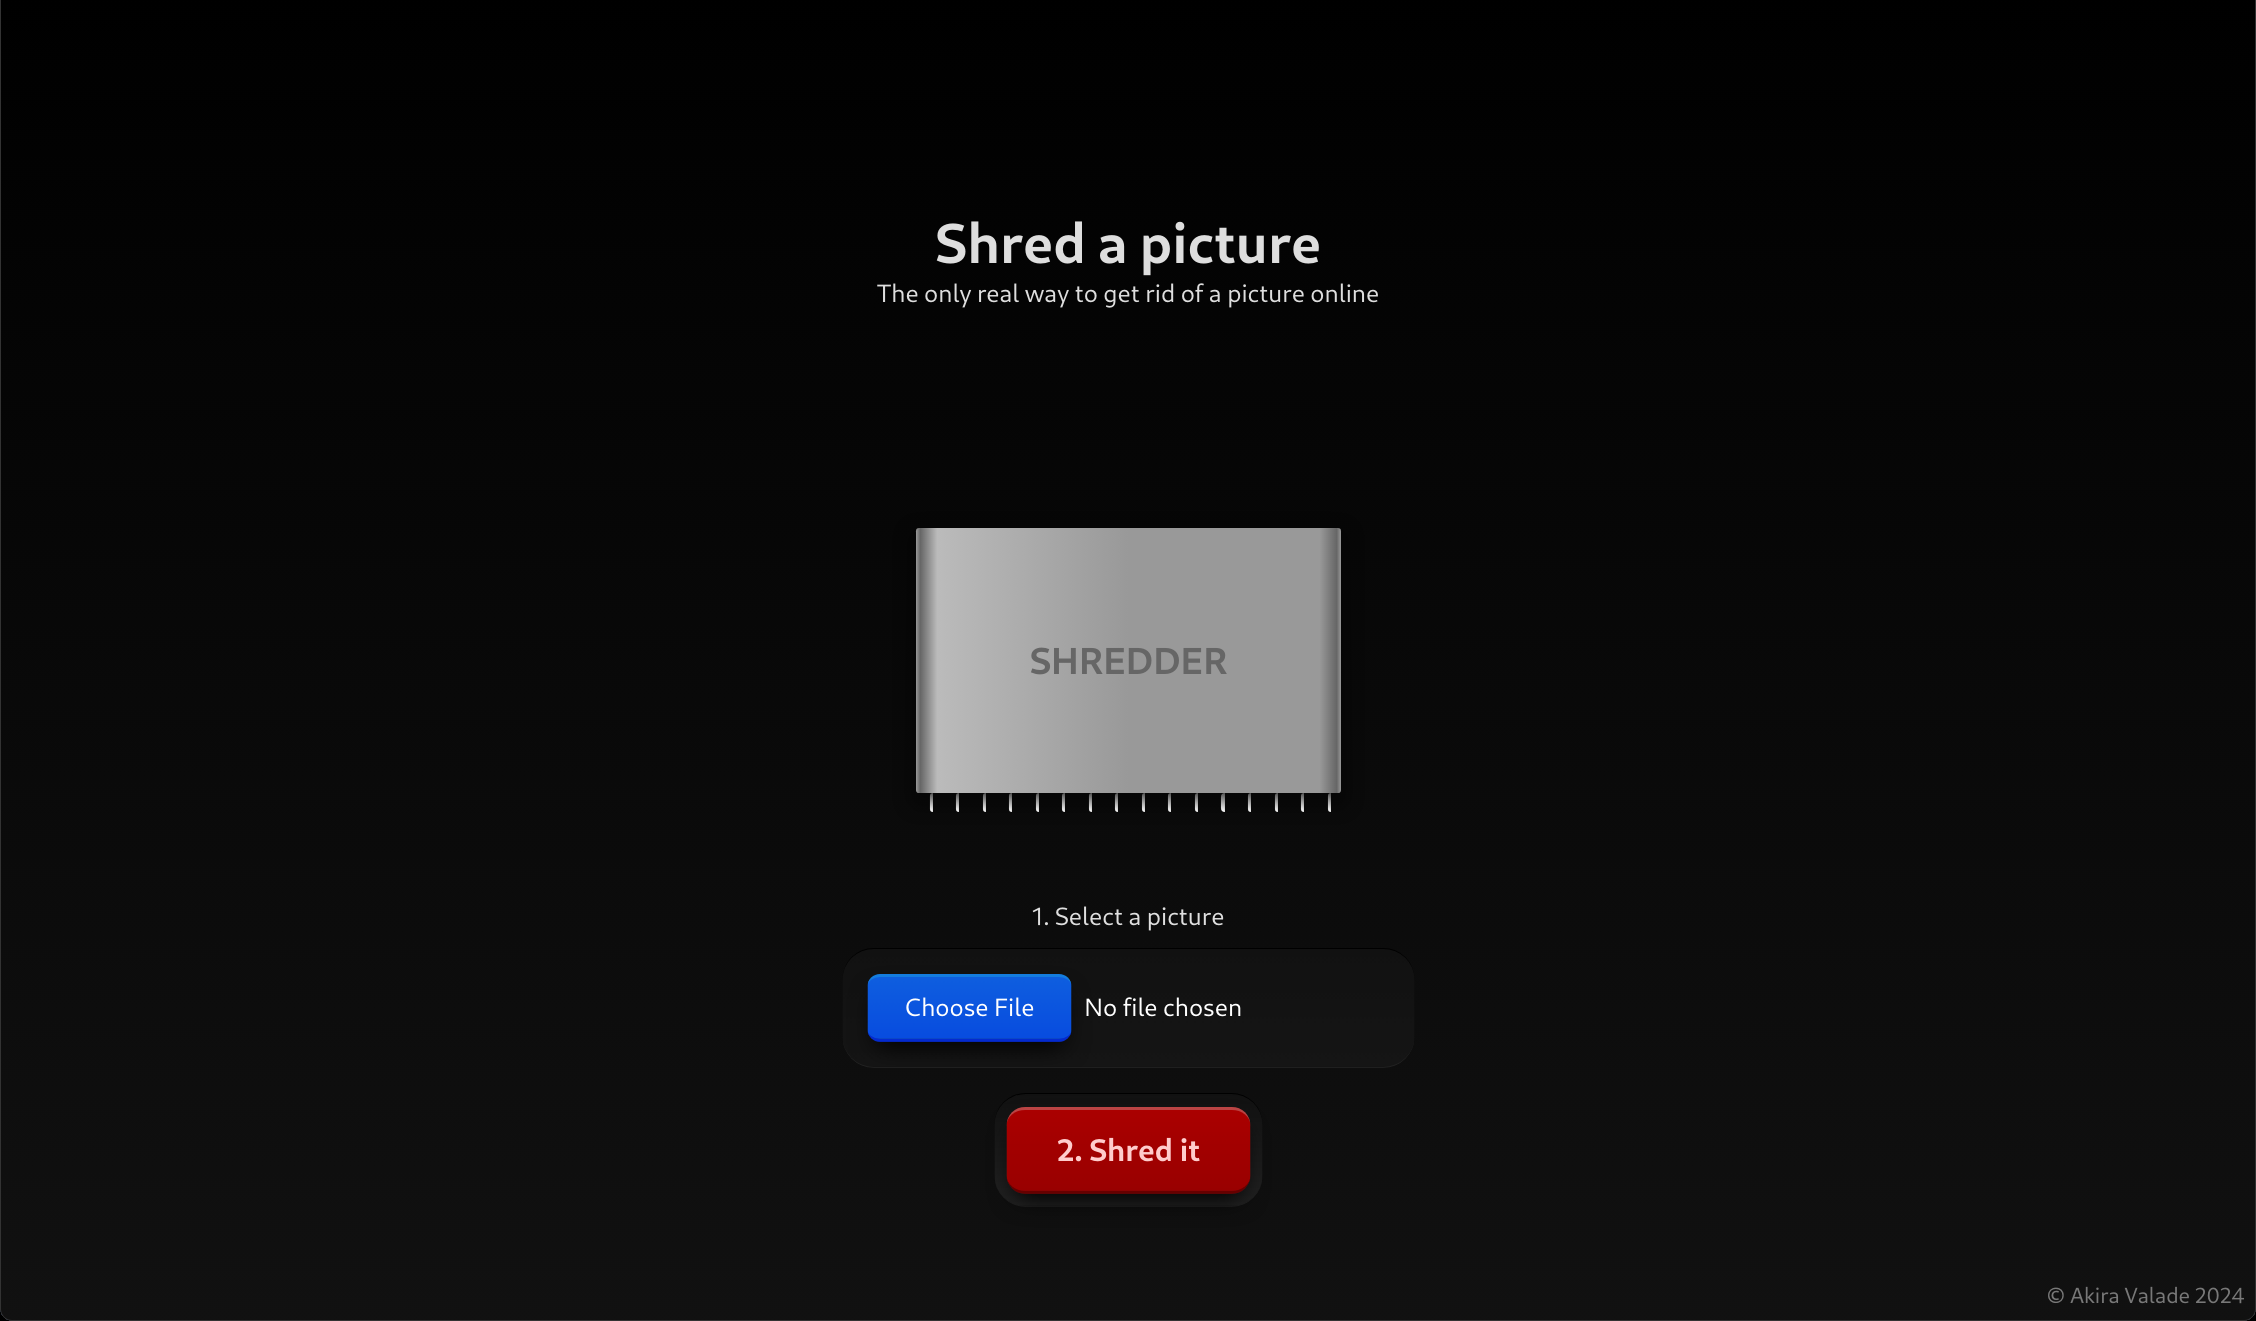 Shred a picture
The only real way to get rid of a picture online
SHREDDER
1. Select a picture
Choose File No file chosen
2. Shred it
© Akira Valade 2024